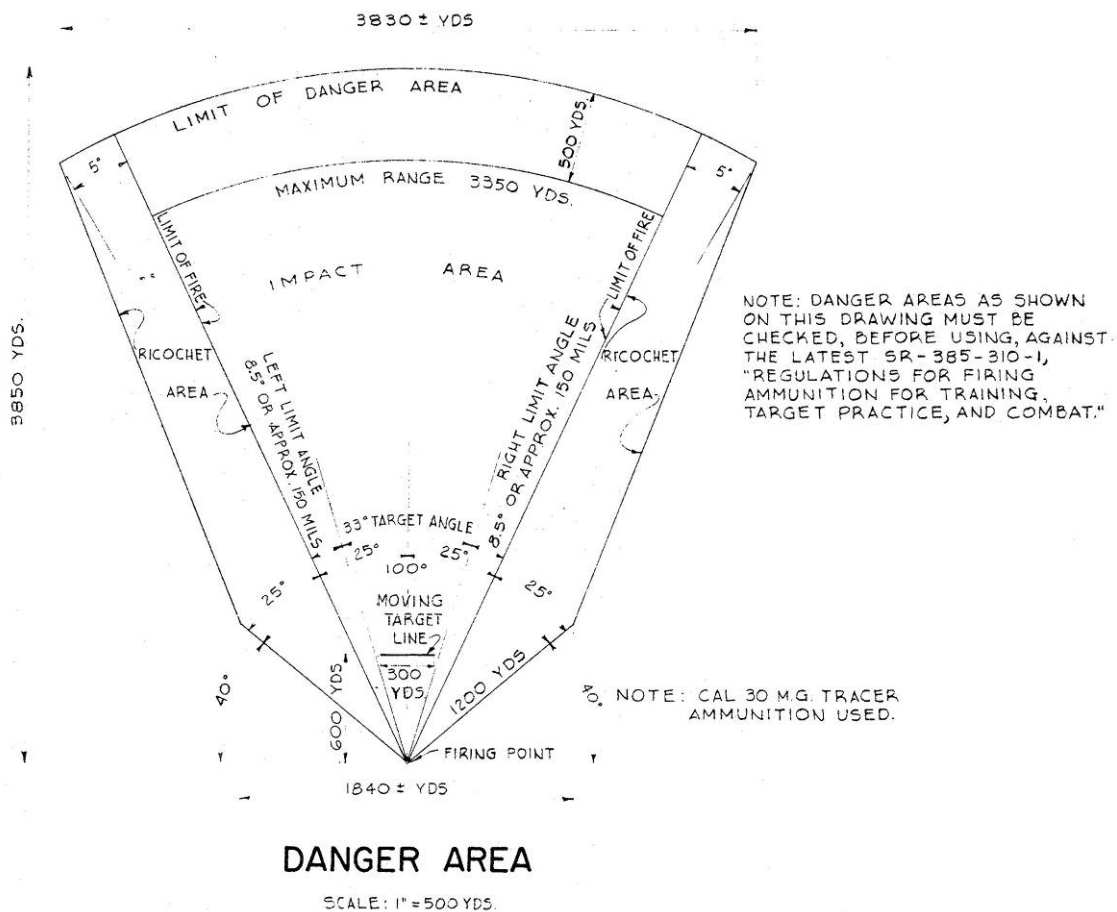 3830 ± YDS
LIMIT OF DANGER AREA
500 YDS.
5°
5°
MAXIMUM RANGE 3350 YDS.
LIMIT OF FIRE
LIMIT OF FIRE
IMPACT AREA
3850 YDS.
NOTE: DANGER AREAS AS SHOWN
ON THIS DRAWING MUST BE
CHECKED, BEFORE USING, AGAINST
THE LATEST SR-385-310-1,
"REGULATIONS FOR FIRING
AMMUNITION FOR TRAINING,
TARGET PRACTICE, AND COMBAT."
RICOCHET
AREA
RICOCHET
AREA
LEFT LIMIT ANGLE
8.5° OR APPROX. 150 MILS
RIGHT LIMIT ANGLE
8.5° OR APPROX. 150 MILS
33° TARGET ANGLE
25°
25°
100°
25°
25°
MOVING
TARGET
LINE
300
YDS.
600 YDS
1200 YDS
40°
40°
NOTE: CAL 30 M.G. TRACER
AMMUNITION USED.
FIRING POINT
1840 ± YDS
DANGER AREA
SCALE: 1" = 500 YDS.